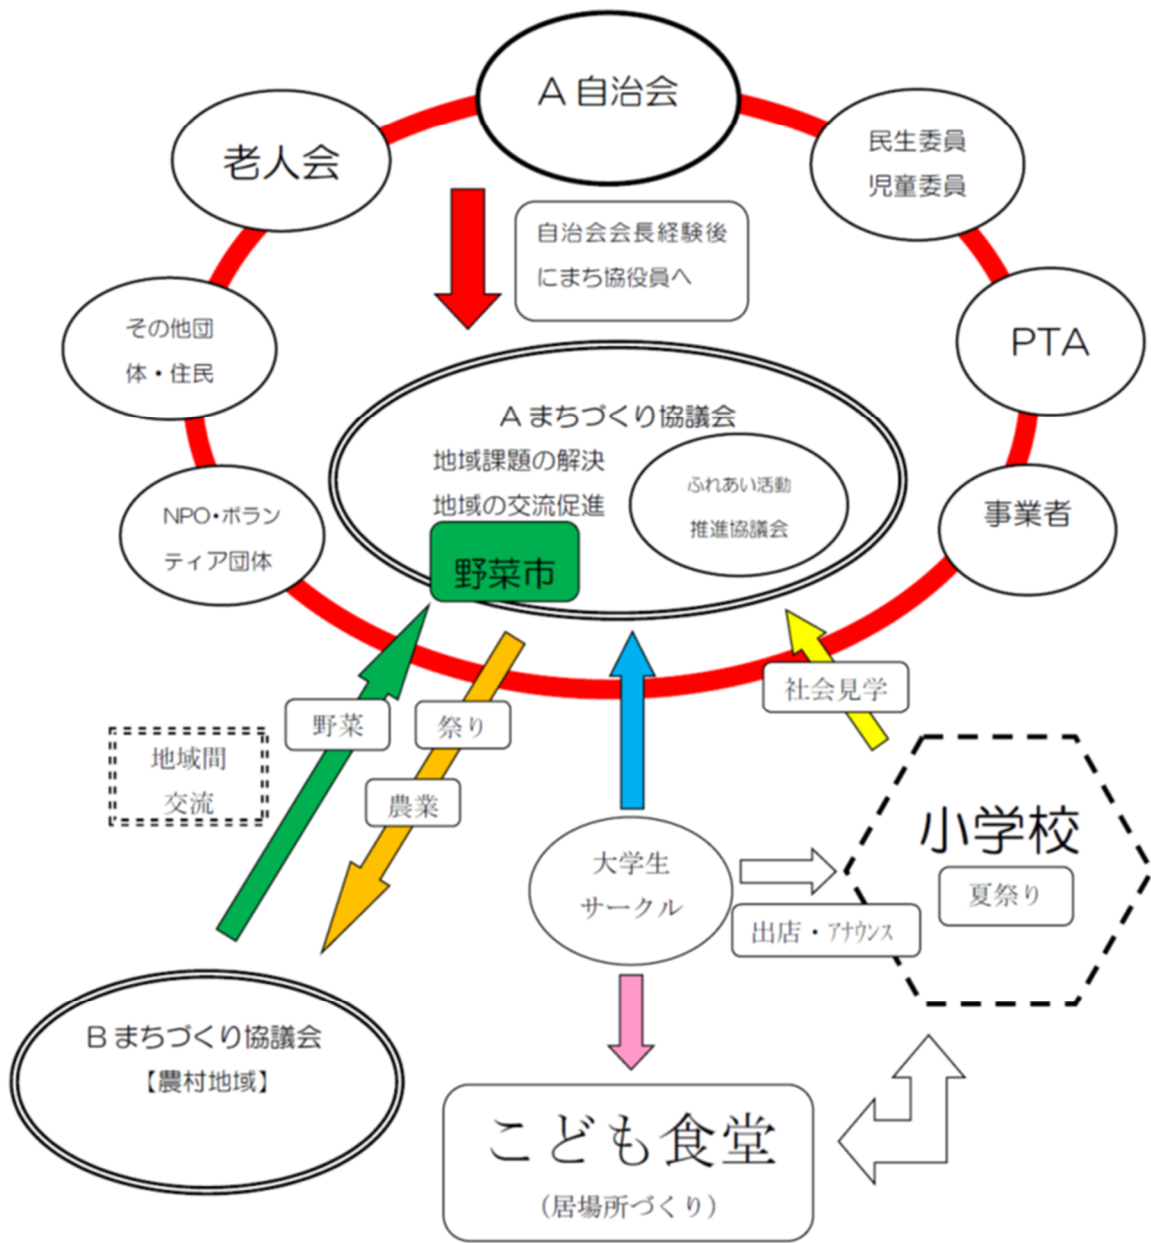 A 自治会
老人会
民生委員
児童委員
自治会会長経験後
にまち協役員へ
その他団
体・住民
PTA
A まちづくり協議会
地域課題の解決
地域の交流促進
ふれあい活動
推進協議会
野菜市
NPO・ボラン
ティア団体
事業者
社会見学
野菜
祭り
地域間
交流
農業
小学校
夏祭り
大学生
サークル
出店・アナウンス
B まちづくり協議会
【農村地域】
こども食堂
(居場所づくり)